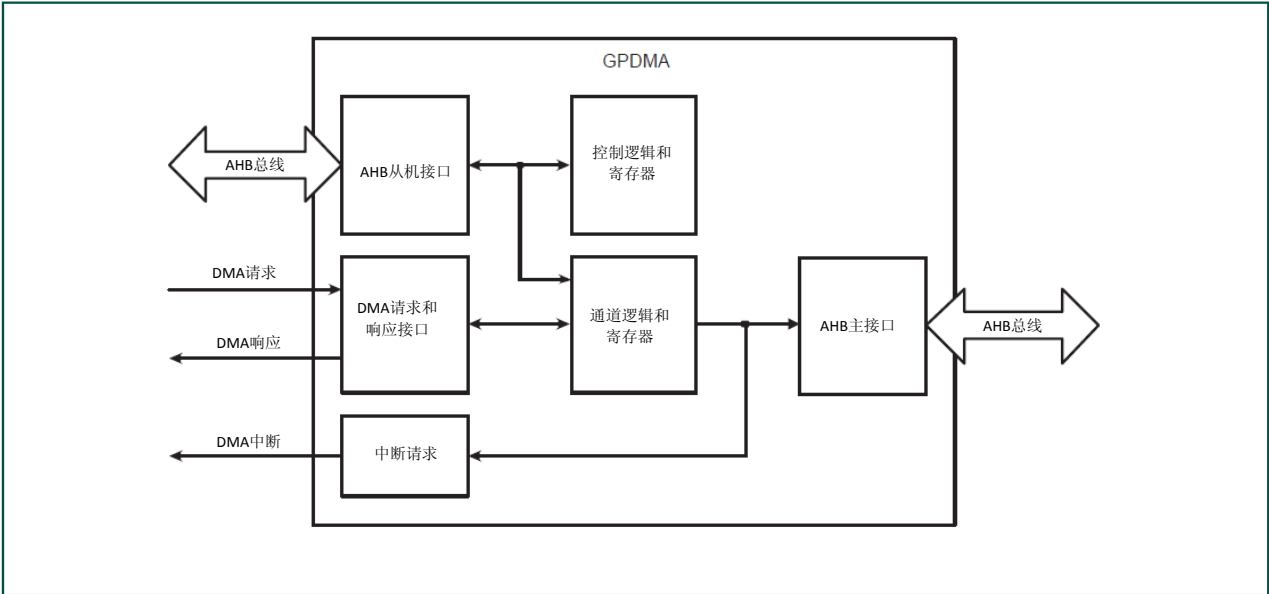 GPDMA
AHB总线
AHB从机接口
控制逻辑和
寄存器
DMA请求
DMA响应
DMA请求和
响应接口
通道逻辑和
寄存器
AHB主接口
AHB总线
DMA中断
中断请求